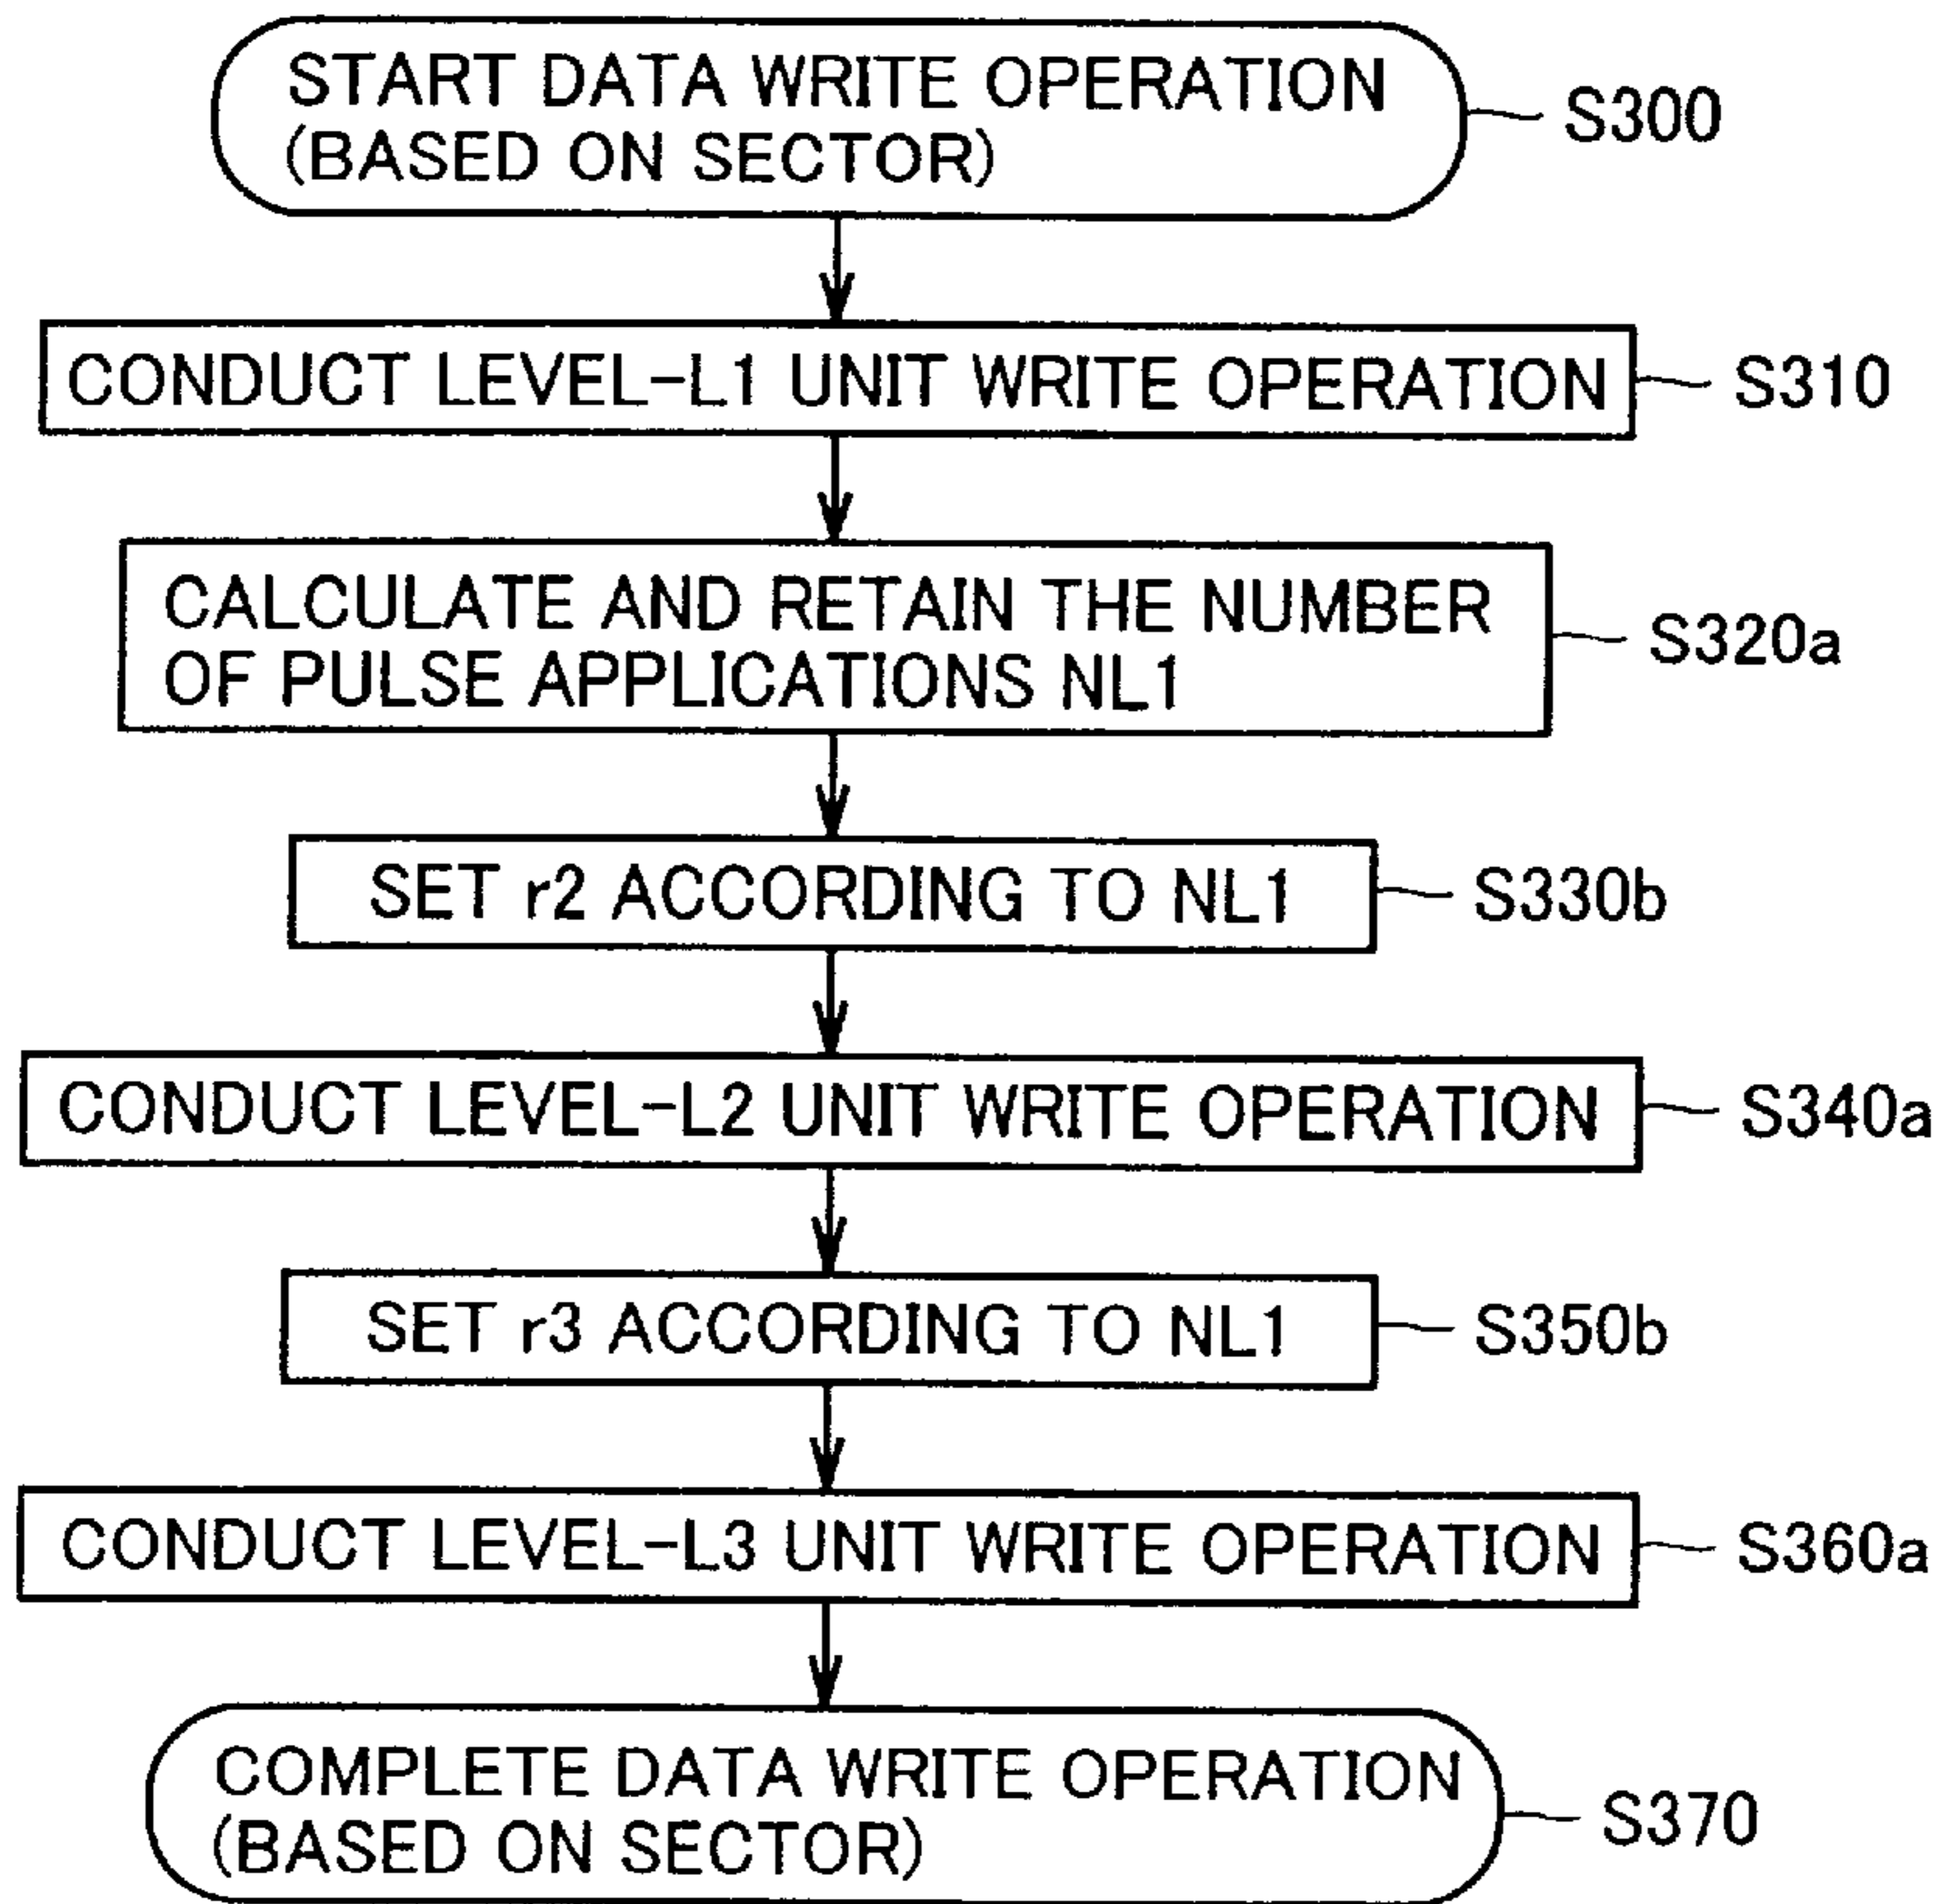 START DATA WRITE OPERATION
(BASED ON SECTOR)
S300
CONDUCT LEVEL-L1 UNIT WRITE OPERATION
S310
CALCULATE AND RETAIN THE NUMBER
OF PULSE APPLICATIONS NL1
S320a
SET r2 ACCORDING TO NL1
S330b
CONDUCT LEVEL-L2 UNIT WRITE OPERATION
S340a
SET r3 ACCORDING TO NL1
S350b
CONDUCT LEVEL-L3 UNIT WRITE OPERATION
S360a
COMPLETE DATA WRITE OPERATION
(BASED ON SECTOR)
S370